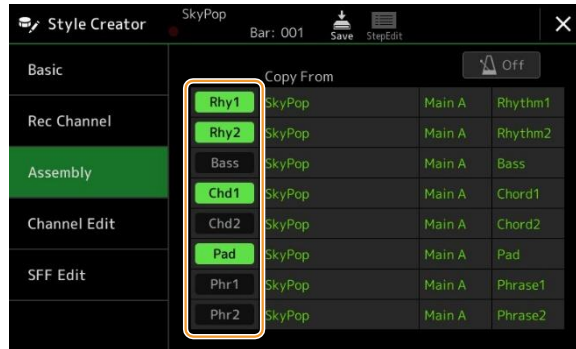 Style Creator SkyPop Bar: 001 Save StepEdit
Basic
Rec Channel
Assembly
Channel Edit
SFF Edit
Copy From Off
Rhy1 SkyPop Main A Rhythm1
Rhy2 SkyPop Main A Rhythm2
Bass SkyPop Main A Bass
Chd1 SkyPop Main A Chord1
Chd2 SkyPop Main A Chord2
Pad SkyPop Main A Pad
Phr1 SkyPop Main A Phrase1
Phr2 SkyPop Main A Phrase2